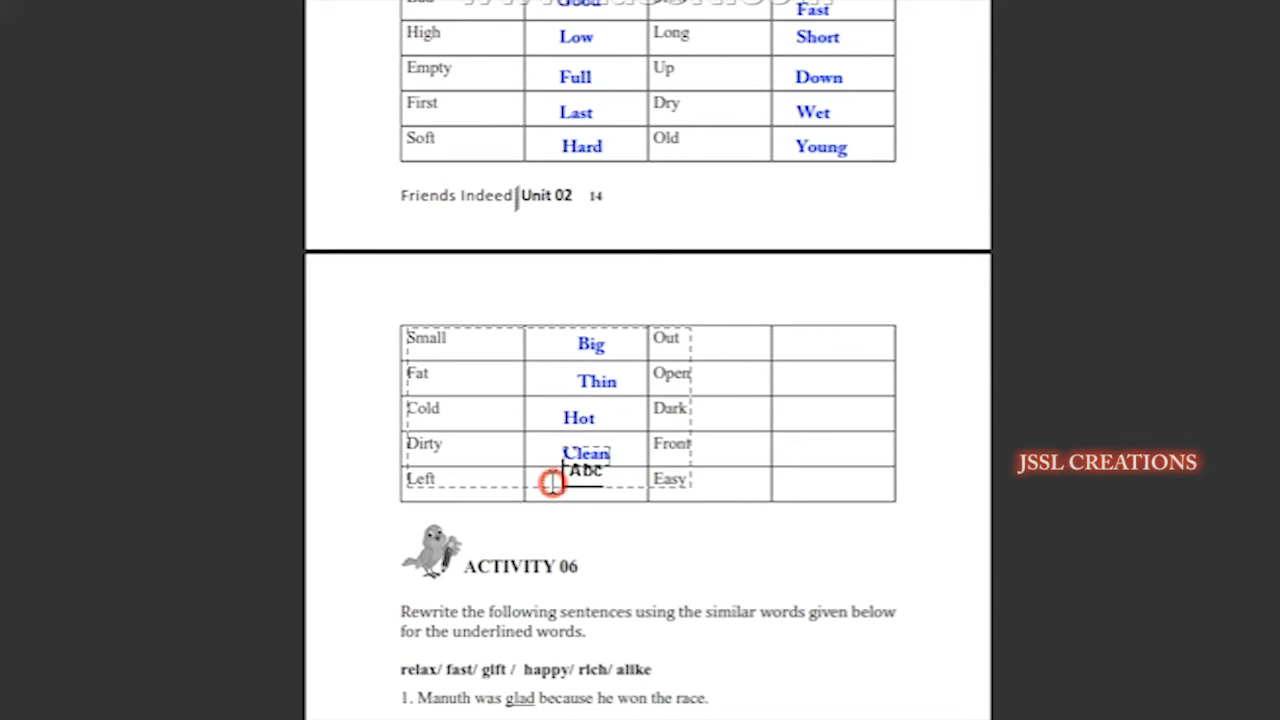 Good Fast
High Low Long Short
Empty Full Up Down
First Last Dry Wet
Soft Hard Old Young
Friends Indeed Unit 02 14
Small Big Out
Fat Thin Open
Cold Hot Dark
Dirty Clean Front
Left Abc Easy
JSSL CREATIONS
ACTIVITY 06
Rewrite the following sentences using the similar words given below
for the underlined words.
relax/ fast/ gift / happy/ rich/ alike
1. Manuth was glad because he won the race.